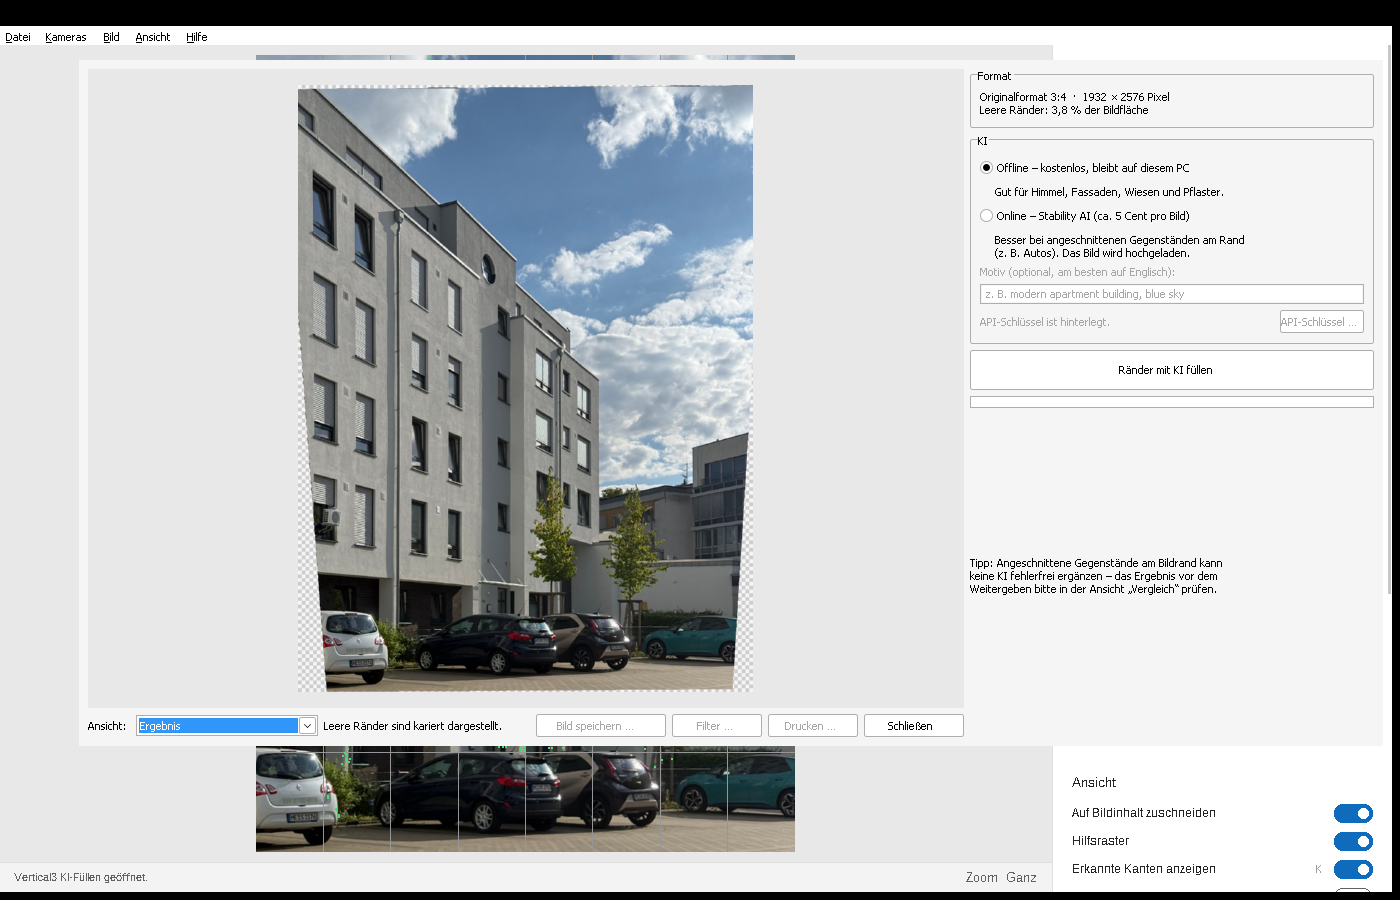 Datei Kameras Bild Ansicht Hilfe
Format
Originalformat 3:4 · 1932 × 2576 Pixel
Leere Ränder: 3,8 % der Bildfläche
KI
Offline – kostenlos, bleibt auf diesem PC
Gut für Himmel, Fassaden, Wiesen und Pflaster.
Online – Stability AI (ca. 5 Cent pro Bild)
Besser bei angeschnittenen Gegenständen am Rand
(z. B. Autos). Das Bild wird hochgeladen.
Motiv (optional, am besten auf Englisch):
z. B. modern apartment building, blue sky
API-Schlüssel ist hinterlegt. API-Schlüssel ...
Ränder mit KI füllen
Tipp: Angeschnittene Gegenstände am Bildrand kann
keine KI fehlerfrei ergänzen – das Ergebnis vor dem
Weitergeben bitte in der Ansicht „Vergleich“ prüfen.
Ansicht: Ergebnis Leere Ränder sind kariert dargestellt. Bild speichern ... Filter ... Drucken ... Schließen
Ansicht
Auf Bildinhalt zuschneiden
Hilfsraster
Erkannte Kanten anzeigen K
Vertical3 KI-Füllen geöffnet. Zoom Ganz